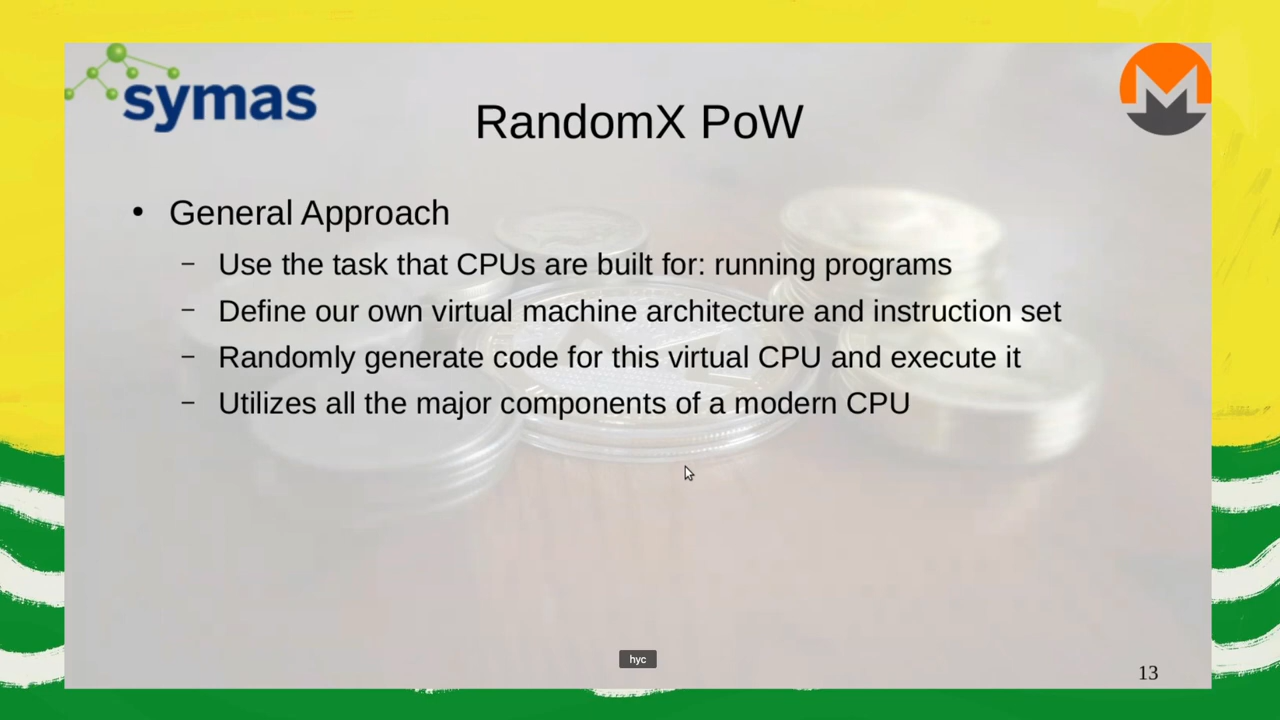 symas
RandomX PoW
• General Approach
– Use the task that CPUs are built for: running programs
– Define our own virtual machine architecture and instruction set
– Randomly generate code for this virtual CPU and execute it
– Utilizes all the major components of a modern CPU
hyc
13